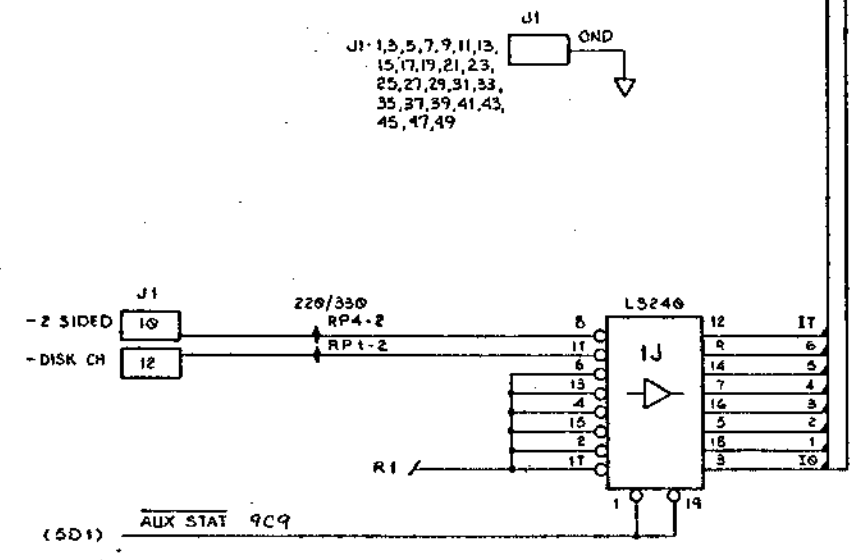 J1
J1-1,3,5,7,9,11,13, GND
15,17,19,21,23,
25,27,29,31,33,
35,37,39,41,43,
45,47,49
J1 220/330 LS240
-2 SIDED 10 RP4-2 8 12 I7
-DISK CH 12 RP1-2 11 9 6
1J
6 14 5
13 7 4
4 16 3
15 5 2
2 18 1
R1 17 3 I0
1 19
(5D1) AUX STAT 9C9